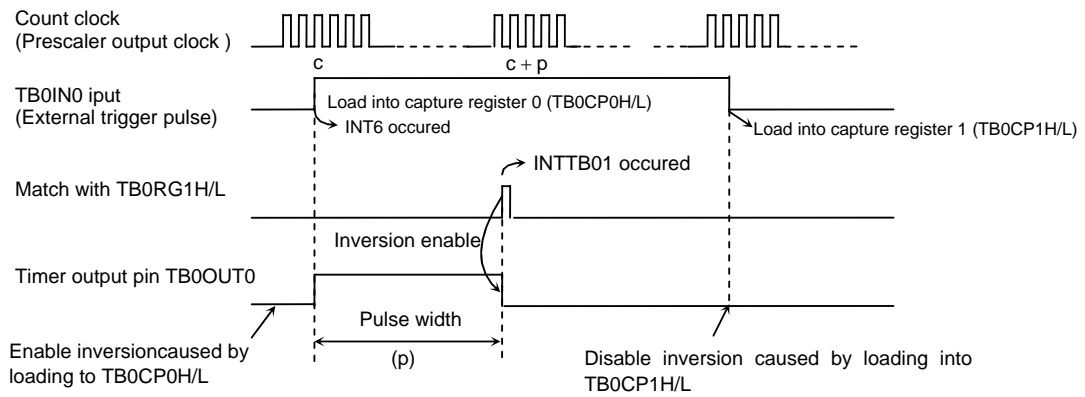 Count clock
(Prescaler output clock )
c
c + p
TB0IN0 iput
(External trigger pulse)
Load into capture register 0 (TB0CP0H/L)
INT6 occured
Load into capture register 1 (TB0CP1H/L)
INTTB01 occured
Match with TB0RG1H/L
Inversion enable
Timer output pin TB0OUT0
Pulse width
(p)
Enable inversioncaused by
loading to TB0CP0H/L
Disable inversion caused by loading into
TB0CP1H/L